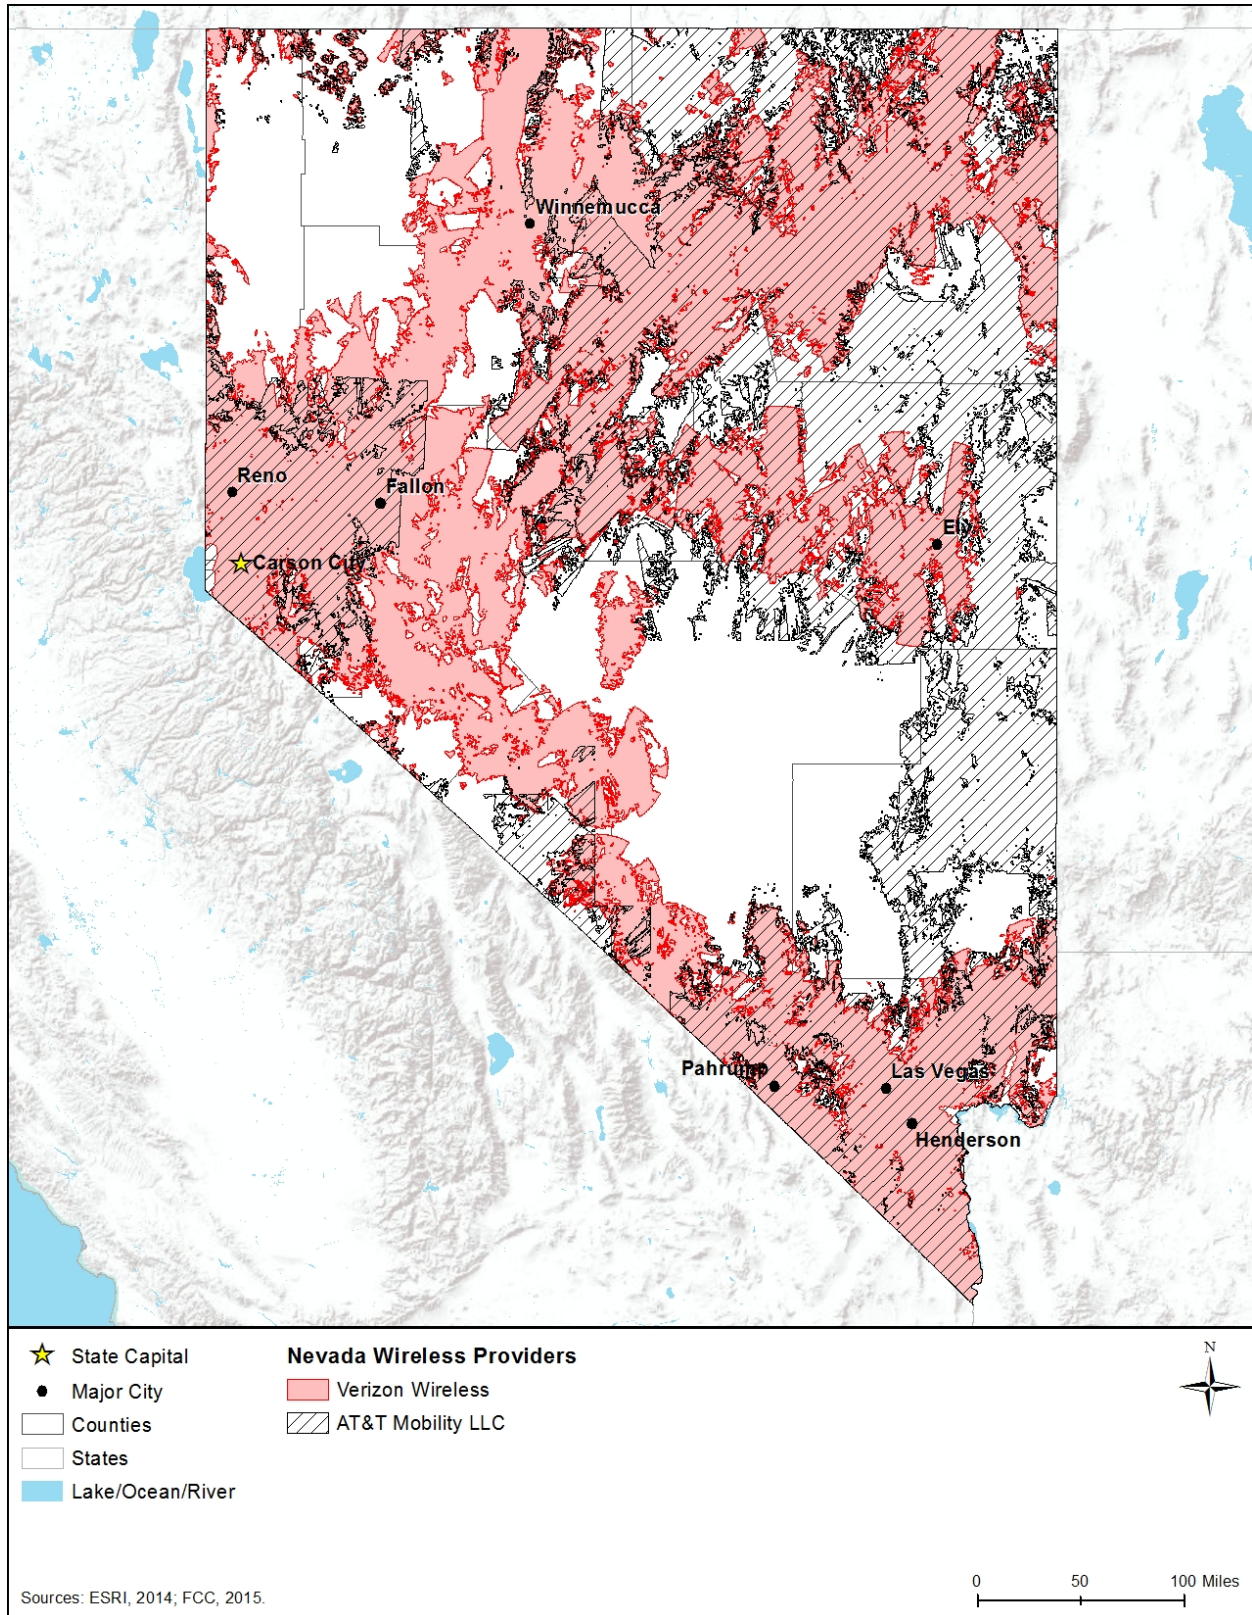 Winnemucca
Reno
Fallon
Ely
Carson City
Pahrump
Las Vegas
Henderson
State Capital
Major City
Counties
States
Lake/Ocean/River
Nevada Wireless Providers
Verizon Wireless
AT&T Mobility LLC
N
Sources: ESRI, 2014; FCC, 2015.
0 50 100 Miles